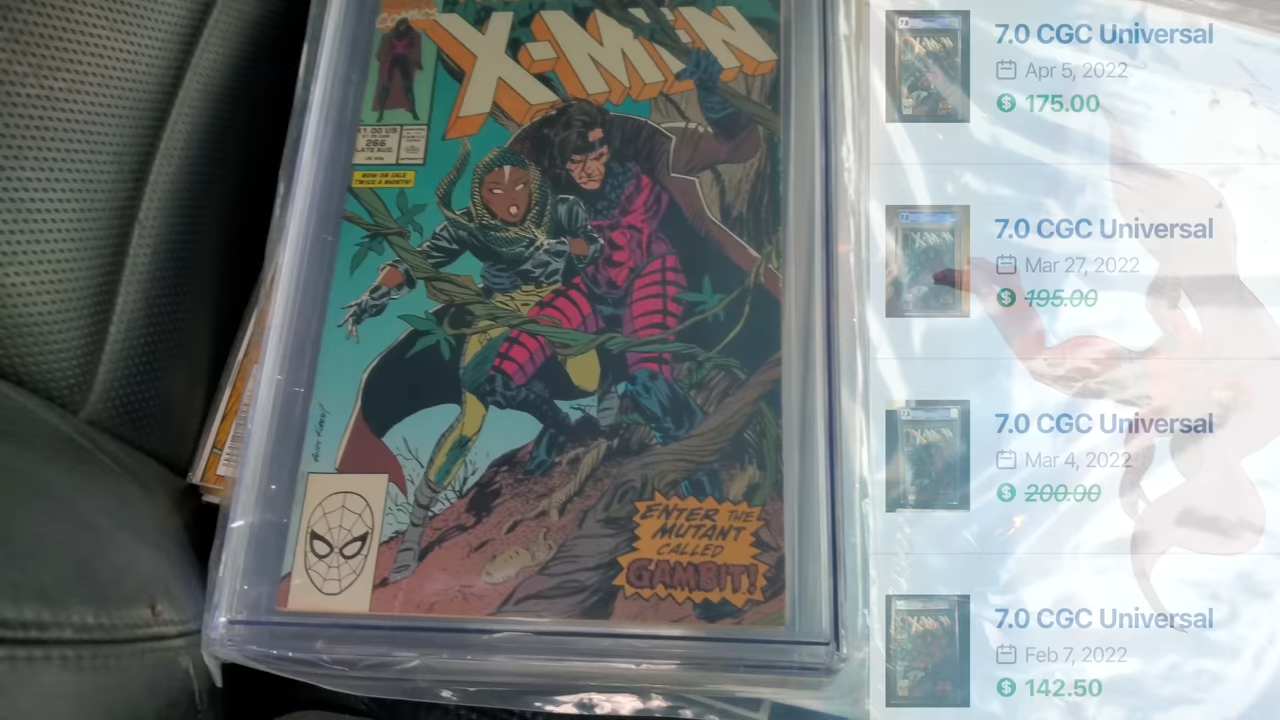 COMICS
X-MEN
$1.00 US
266
LATE AUG
NOW ON SALE
TWICE A MONTH!
ENTER THE
MUTANT
CALLED
GAMBIT!
7.0 CGC Universal
Apr 5, 2022
$ 175.00
7.0 CGC Universal
Mar 27, 2022
$ 195.00
7.0 CGC Universal
Mar 4, 2022
$ 200.00
7.0 CGC Universal
Feb 7, 2022
$ 142.50